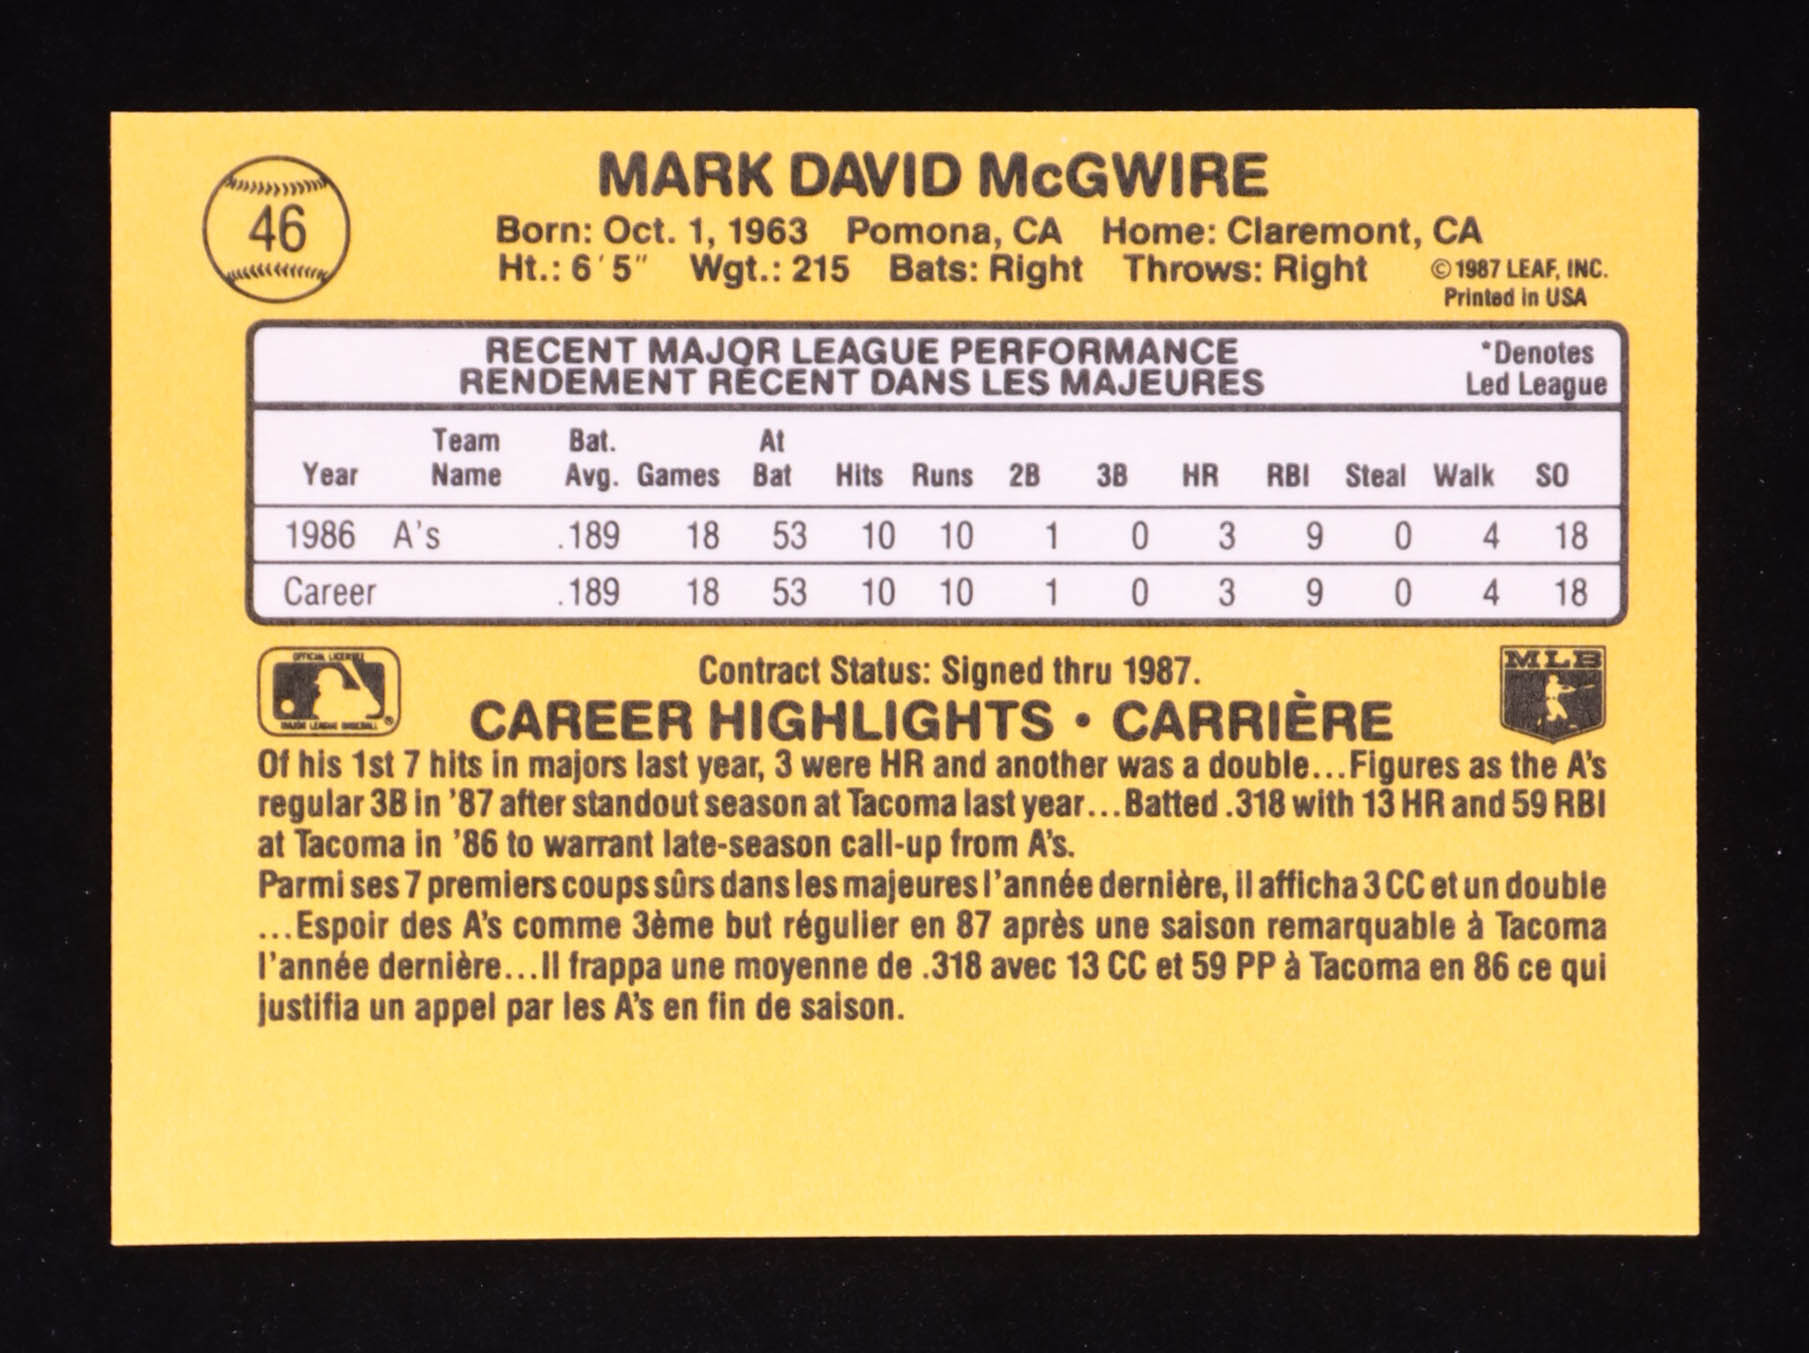 46
MARK DAVID McGWIRE
Born: Oct. 1, 1963 Pomona, CA Home: Claremont, CA
Ht.: 6'5" Wgt.: 215 Bats: Right Throws: Right
© 1987 LEAF, INC.
Printed in USA
RECENT MAJOR LEAGUE PERFORMANCE
RENDEMENT RÉCENT DANS LES MAJEURES
*Denotes
Led League
Team Bat. At
Year Name Avg. Games Bat Hits Runs 2B 3B HR RBI Steal Walk SO
1986 A's .189 18 53 10 10 1 0 3 9 0 4 18
Career .189 18 53 10 10 1 0 3 9 0 4 18
OFFICIAL LICENSEE
MAJOR LEAGUE BASEBALL ®
MLB
Contract Status: Signed thru 1987.
CAREER HIGHLIGHTS • CARRIÈRE
Of his 1st 7 hits in majors last year, 3 were HR and another was a double...Figures as the A's
regular 3B in '87 after standout season at Tacoma last year...Batted .318 with 13 HR and 59 RBI
at Tacoma in '86 to warrant late-season call-up from A's.
Parmi ses 7 premiers coups sûrs dans les majeures l'année dernière, il afficha 3 CC et un double
...Espoir des A's comme 3ème but régulier en 87 après une saison remarquable à Tacoma
l'année dernière...Il frappa une moyenne de .318 avec 13 CC et 59 PP à Tacoma en 86 ce qui
justifia un appel par les A's en fin de saison.